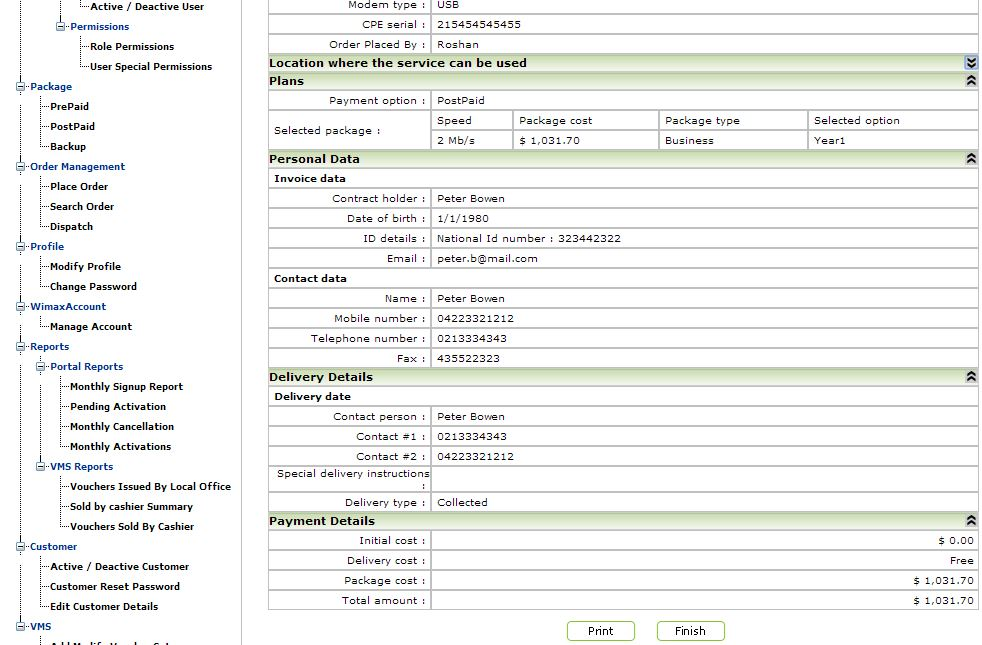 Active / Deactive User
Permissions
Role Permissions
User Special Permissions
Package
PrePaid
PostPaid
Backup
Order Management
Place Order
Search Order
Dispatch
Profile
Modify Profile
Change Password
WimaxAccount
Manage Account
Reports
Portal Reports
Monthly Signup Report
Pending Activation
Monthly Cancellation
Monthly Activations
VMS Reports
Vouchers Issued By Local Office
Sold by cashier Summary
Vouchers Sold By Cashier
Customer
Active / Deactive Customer
Customer Reset Password
Edit Customer Details
VMS
Modem type : USB
CPE serial : 215454545455
Order Placed By : Roshan
Location where the service can be used
Plans
Payment option : PostPaid
Selected package :
Speed Package cost Package type Selected option
2 Mb/s $ 1,031.70 Business Year1
Personal Data
Invoice data
Contract holder : Peter Bowen
Date of birth : 1/1/1980
ID details : National Id number : 323442322
Email : peter.b@mail.com
Contact data
Name : Peter Bowen
Mobile number : 04223321212
Telephone number : 0213334343
Fax : 435522323
Delivery Details
Delivery date
Contact person : Peter Bowen
Contact #1 : 0213334343
Contact #2 : 04223321212
Special delivery instructions
:
Delivery type : Collected
Payment Details
Initial cost : $ 0.00
Delivery cost : Free
Package cost : $ 1,031.70
Total amount : $ 1,031.70
Print Finish